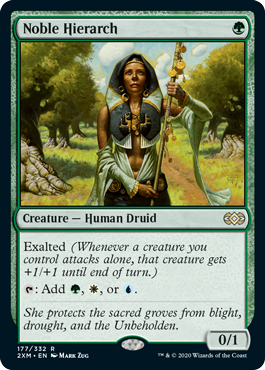 Noble Hierarch
Creature — Human Druid
Exalted (Whenever a creature you
control attacks alone, that creature gets
+1/+1 until end of turn.)
: Add , , or .
She protects the sacred groves from blight,
drought, and the Unbeholden.
0/1
177/332 R
2XM • EN Mark Zug
™ & © 2020 Wizards of the Coast